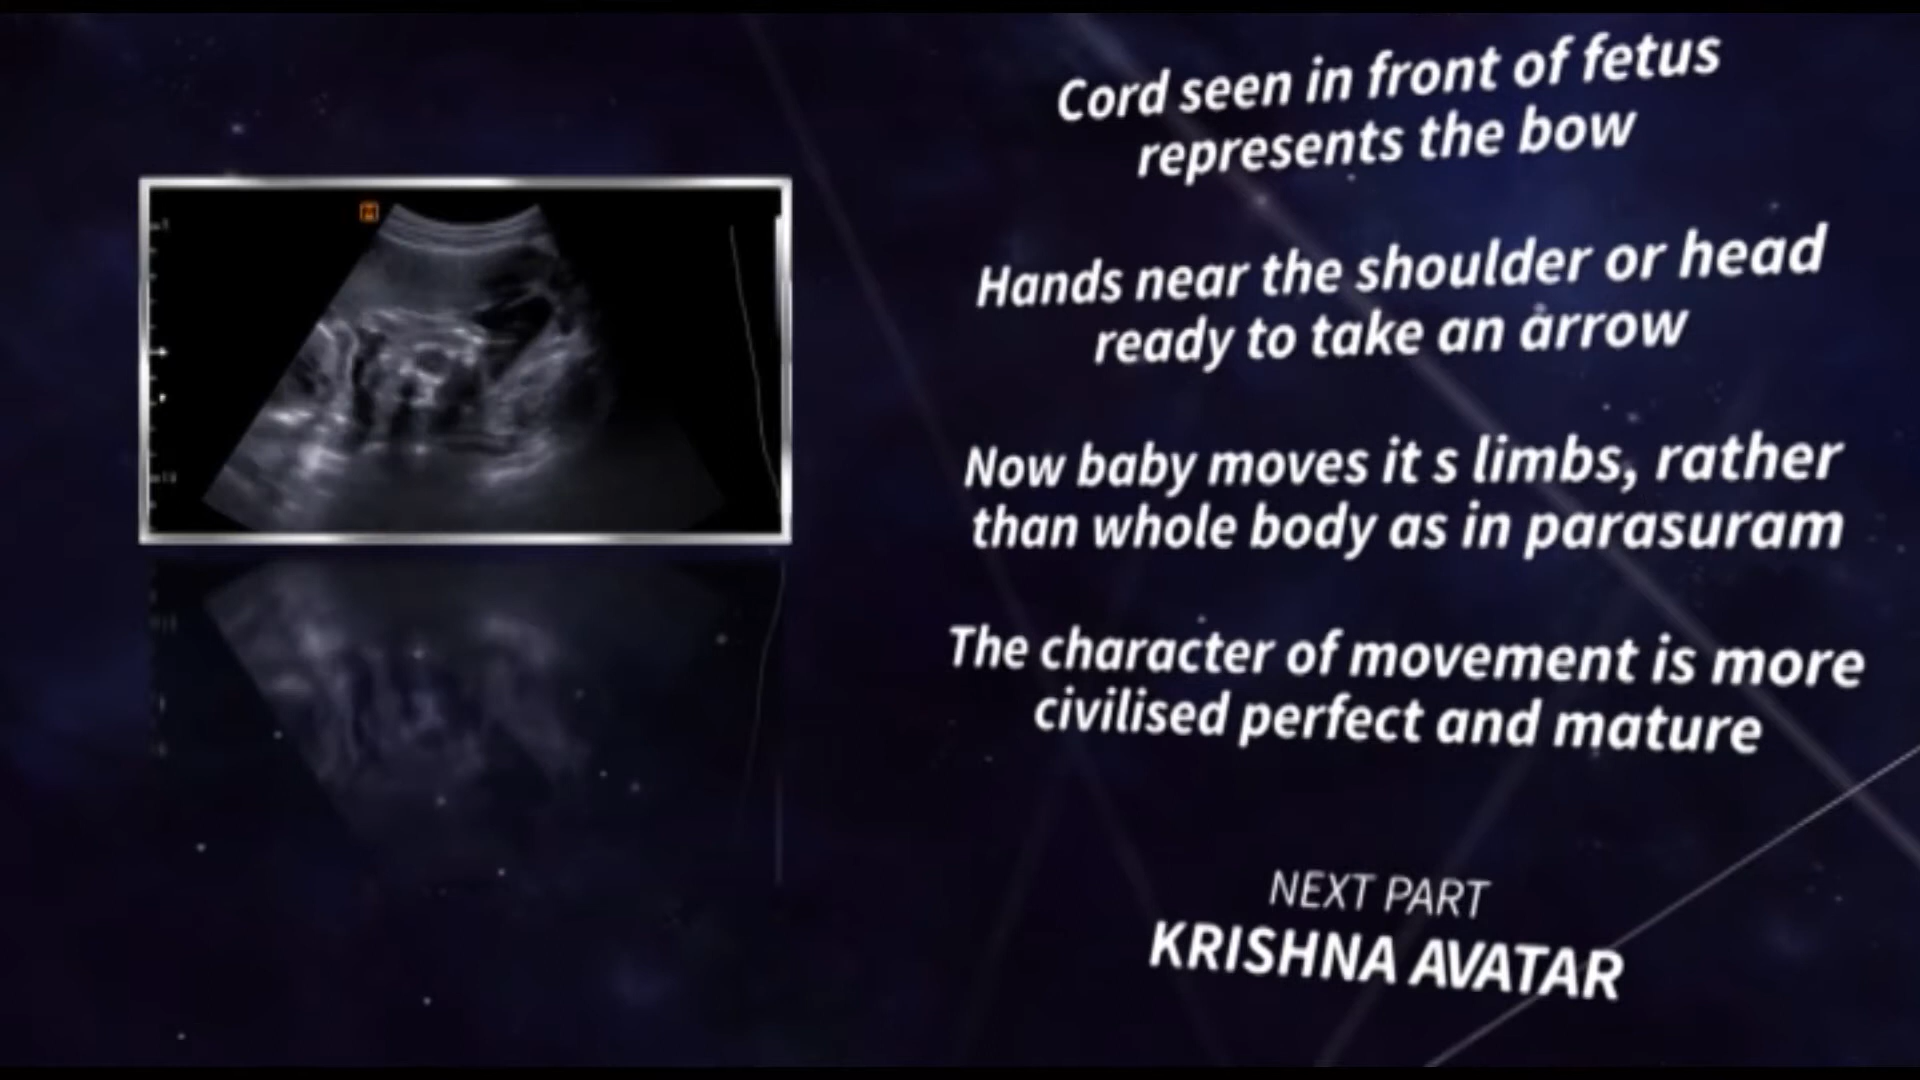 Cord seen in front of fetus
represents the bow
Hands near the shoulder or head
ready to take an arrow
Now baby moves it s limbs, rather
than whole body as in parasuram
The character of movement is more
civilised perfect and mature
NEXT PART
KRISHNA AVATAR